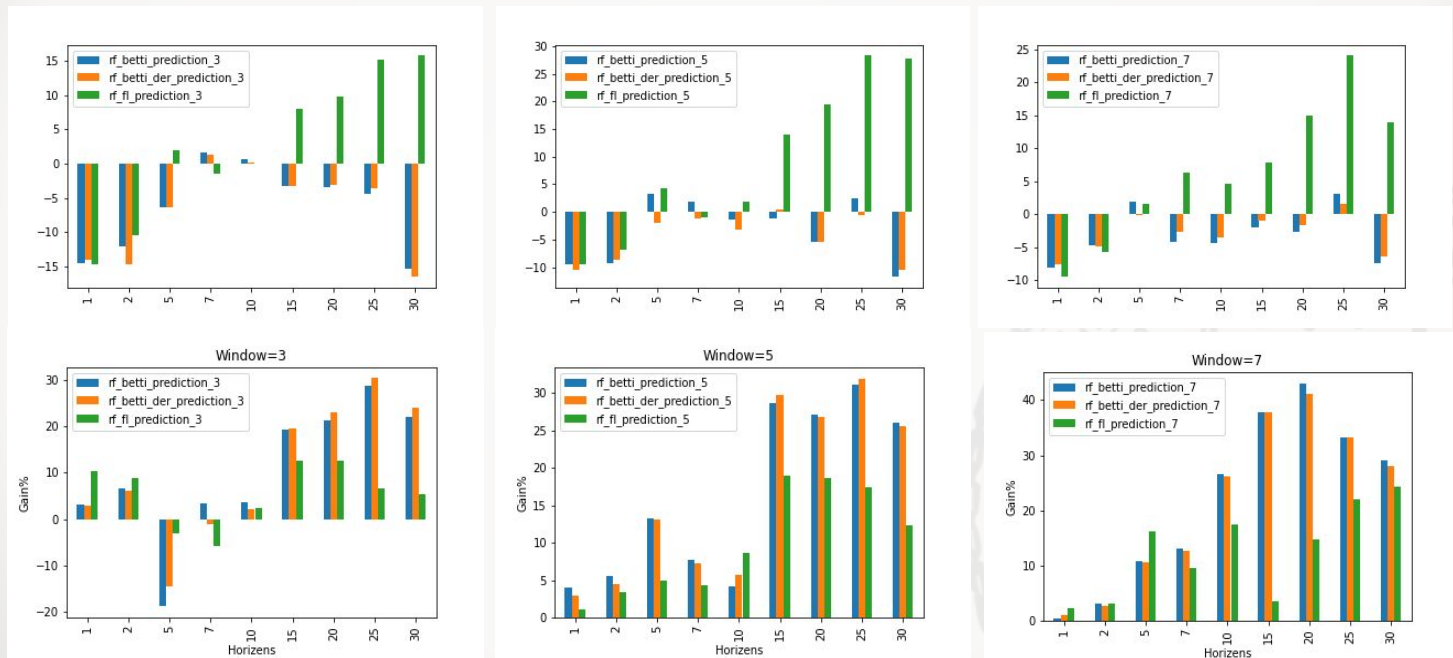 rf_betti_prediction_3
rf_betti_der_prediction_3
rf_fl_prediction_3
15
10
5
0
−5
−10
−15
1 2 5 7 10 15 20 25 30
rf_betti_prediction_5
rf_betti_der_prediction_5
rf_fl_prediction_5
30
25
20
15
10
5
0
−5
−10
1 2 5 7 10 15 20 25 30
rf_betti_prediction_7
rf_betti_der_prediction_7
rf_fl_prediction_7
25
20
15
10
5
0
−5
−10
1 2 5 7 10 15 20 25 30
Window=3
rf_betti_prediction_3
rf_betti_der_prediction_3
rf_fl_prediction_3
Gain%
30
20
10
0
−10
−20
1 2 5 7 10 15 20 25 30
Horizens
Window=5
rf_betti_prediction_5
rf_betti_der_prediction_5
rf_fl_prediction_5
Gain%
30
25
20
15
10
5
0
1 2 5 7 10 15 20 25 30
Horizens
Window=7
rf_betti_prediction_7
rf_betti_der_prediction_7
rf_fl_prediction_7
Gain%
40
30
20
10
0
1 2 5 7 10 15 20 25 30
Horizens